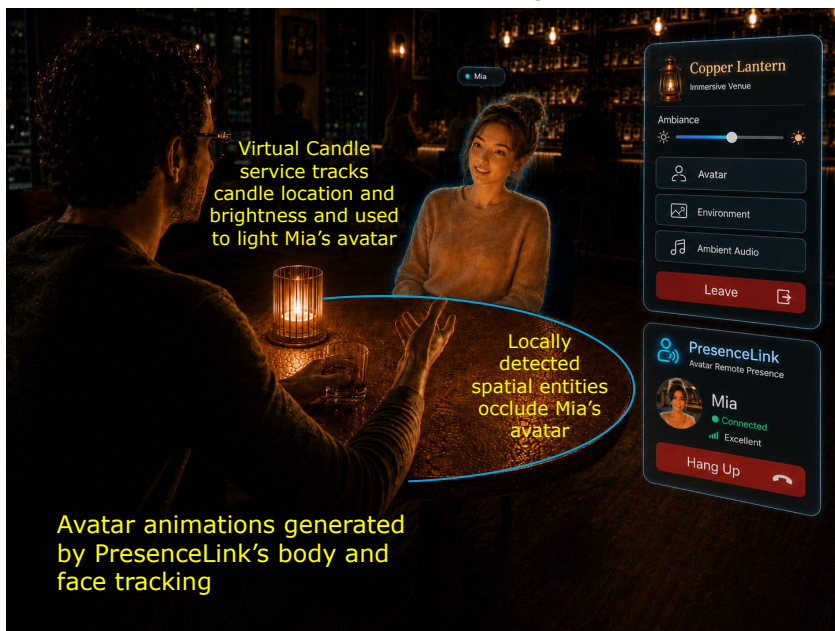 Mia
Virtual Candle
service tracks
candle location and
brightness and used
to light Mia's avatar
Locally
detected
spatial entities
occlude Mia's
avatar
Avatar animations generated
by PresenceLink's body and
face tracking
Copper Lantern
Immersive Venue
Ambiance
Avatar
Environment
Ambient Audio
Leave
PresenceLink
Avatar Remote Presence
Mia
Connected
Excellent
Hang Up